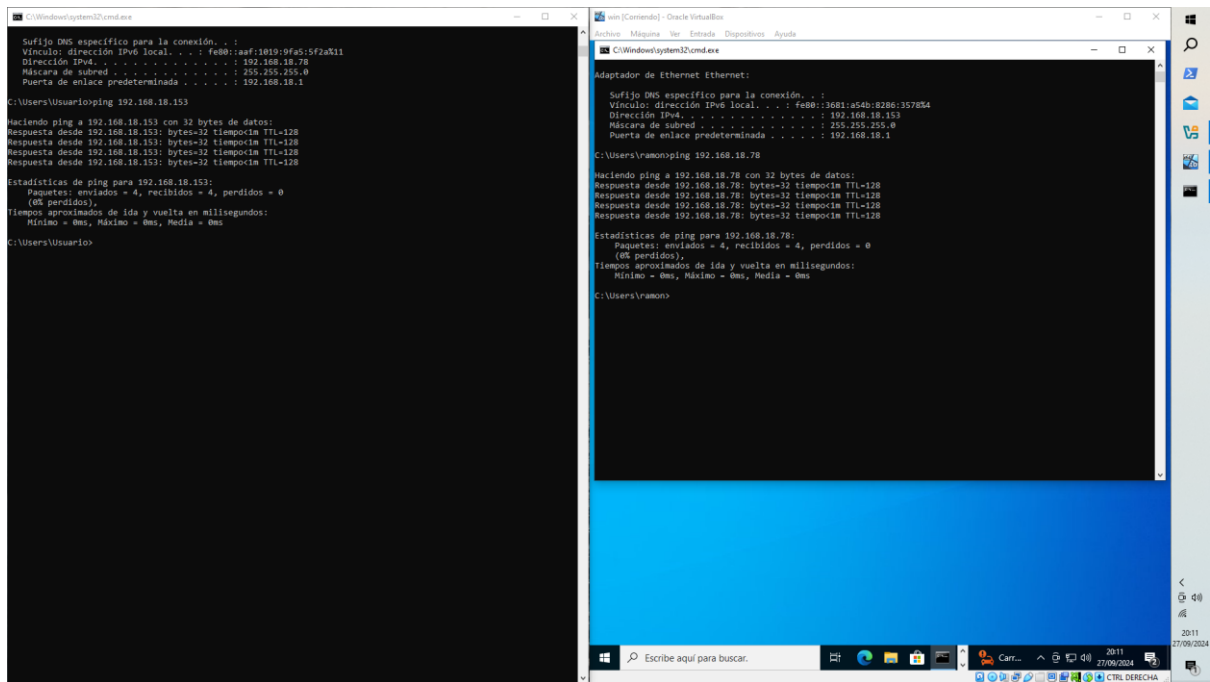 C:\Windows\system32\cmd.exe
Sufijo DNS específico para la conexión. . :
Vínculo: dirección IPv6 local. . . : fe80::aaf:1019:9fa5:5f2a%11
Dirección IPv4. . . . . . . . . . . . . . : 192.168.18.78
Máscara de subred . . . . . . . . . . . . : 255.255.255.0
Puerta de enlace predeterminada . . . . . : 192.168.18.1
C:\Users\Usuario>ping 192.168.18.153
Haciendo ping a 192.168.18.153 con 32 bytes de datos:
Respuesta desde 192.168.18.153: bytes=32 tiempo<1m TTL=128
Respuesta desde 192.168.18.153: bytes=32 tiempo<1m TTL=128
Respuesta desde 192.168.18.153: bytes=32 tiempo<1m TTL=128
Respuesta desde 192.168.18.153: bytes=32 tiempo<1m TTL=128
Estadísticas de ping para 192.168.18.153:
Paquetes: enviados = 4, recibidos = 4, perdidos = 0
(0% perdidos),
Tiempos aproximados de ida y vuelta en milisegundos:
Mínimo = 0ms, Máximo = 0ms, Media = 0ms
C:\Users\Usuario>
win [Corriendo] - Oracle VirtualBox
Archivo Máquina Ver Entrada Dispositivos Ayuda
C:\Windows\system32\cmd.exe
Adaptador de Ethernet Ethernet:
Sufijo DNS específico para la conexión. . :
Vínculo: dirección IPv6 local. . . : fe80::3681:a54b:8286:3578%4
Dirección IPv4. . . . . . . . . . . . . . : 192.168.18.153
Máscara de subred . . . . . . . . . . . . : 255.255.255.0
Puerta de enlace predeterminada . . . . . : 192.168.18.1
C:\Users\ramon>ping 192.168.18.78
Haciendo ping a 192.168.18.78 con 32 bytes de datos:
Respuesta desde 192.168.18.78: bytes=32 tiempo<1m TTL=128
Respuesta desde 192.168.18.78: bytes=32 tiempo<1m TTL=128
Respuesta desde 192.168.18.78: bytes=32 tiempo<1m TTL=128
Respuesta desde 192.168.18.78: bytes=32 tiempo<1m TTL=128
Estadísticas de ping para 192.168.18.78:
Paquetes: enviados = 4, recibidos = 4, perdidos = 0
(0% perdidos),
Tiempos aproximados de ida y vuelta en milisegundos:
Mínimo = 0ms, Máximo = 0ms, Media = 0ms
C:\Users\ramon>
Escribe aquí para buscar.
Carr...
20:11
27/09/2024
CTRL DERECHA
20:11
27/09/2024